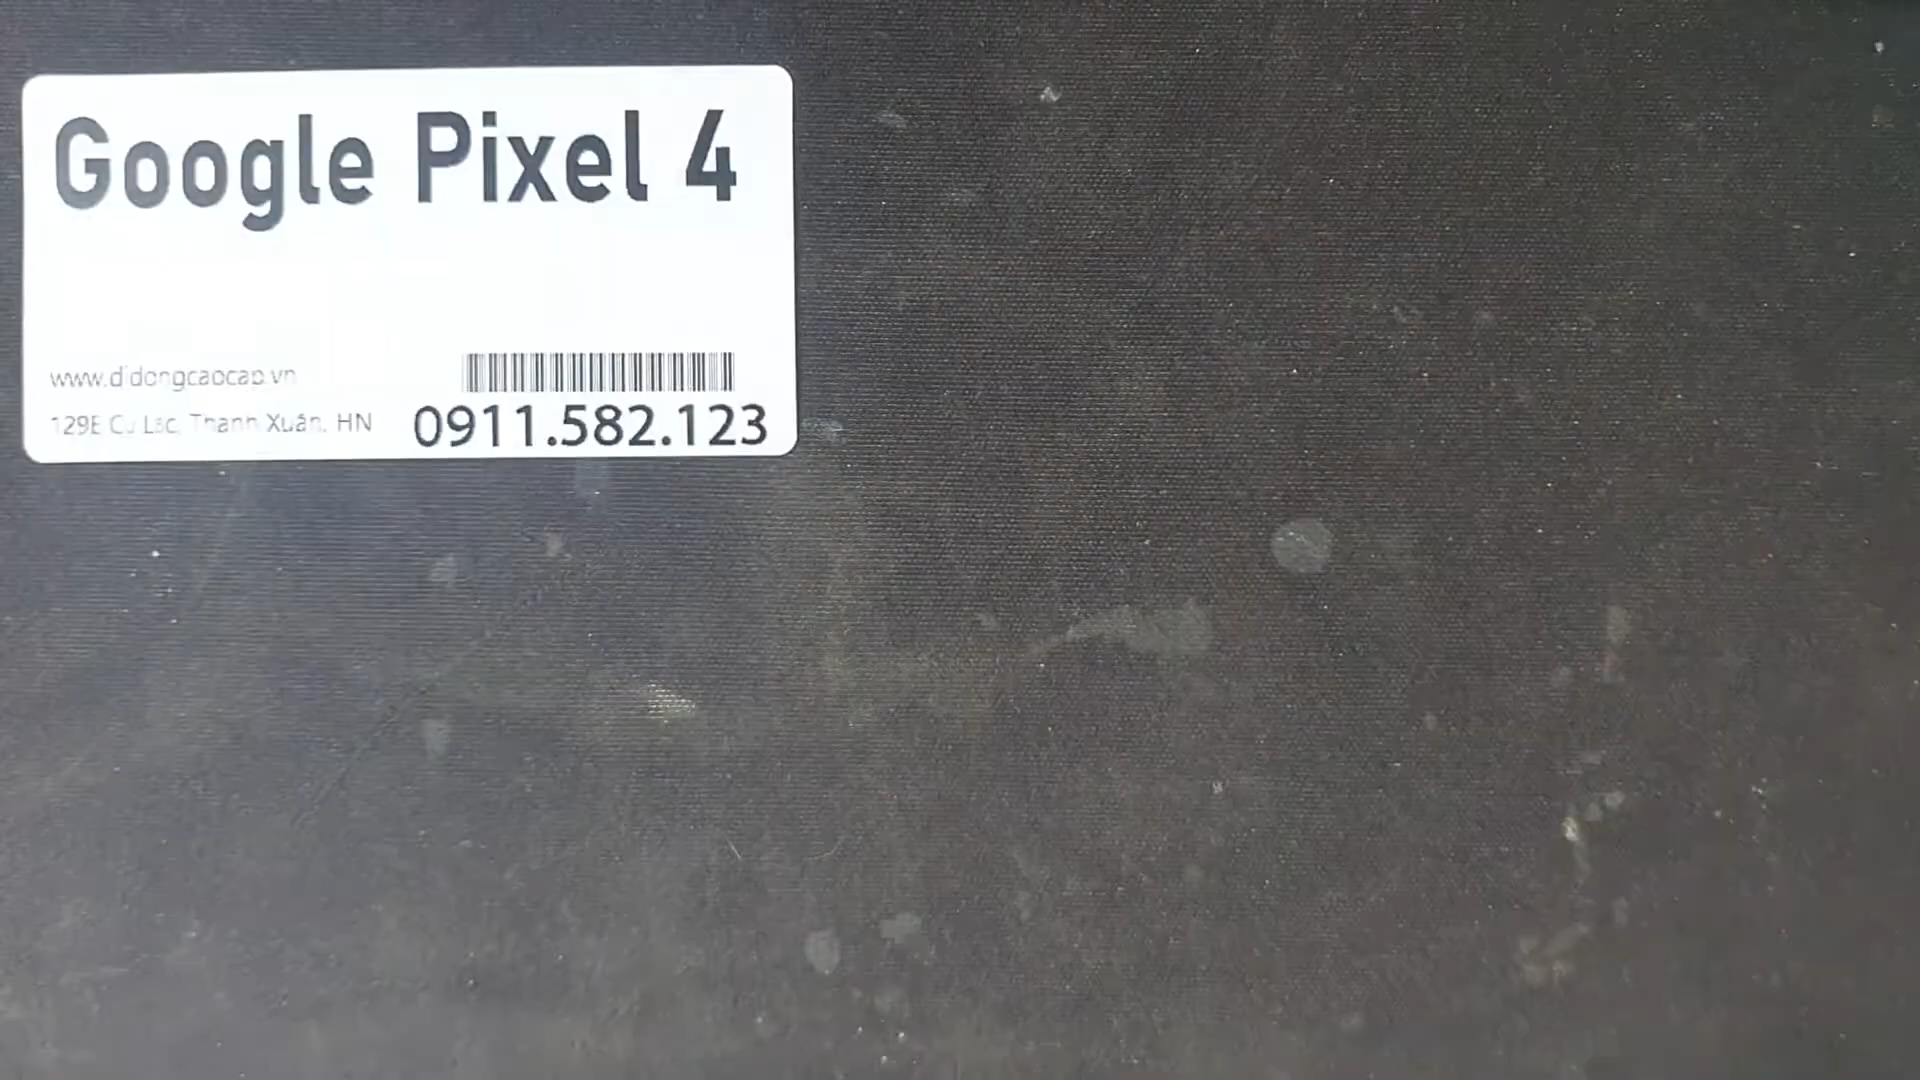 Google Pixel 4
www.didongcaocap.vn
129E Cự Lộc, Thanh Xuân, HN
0911.582.123